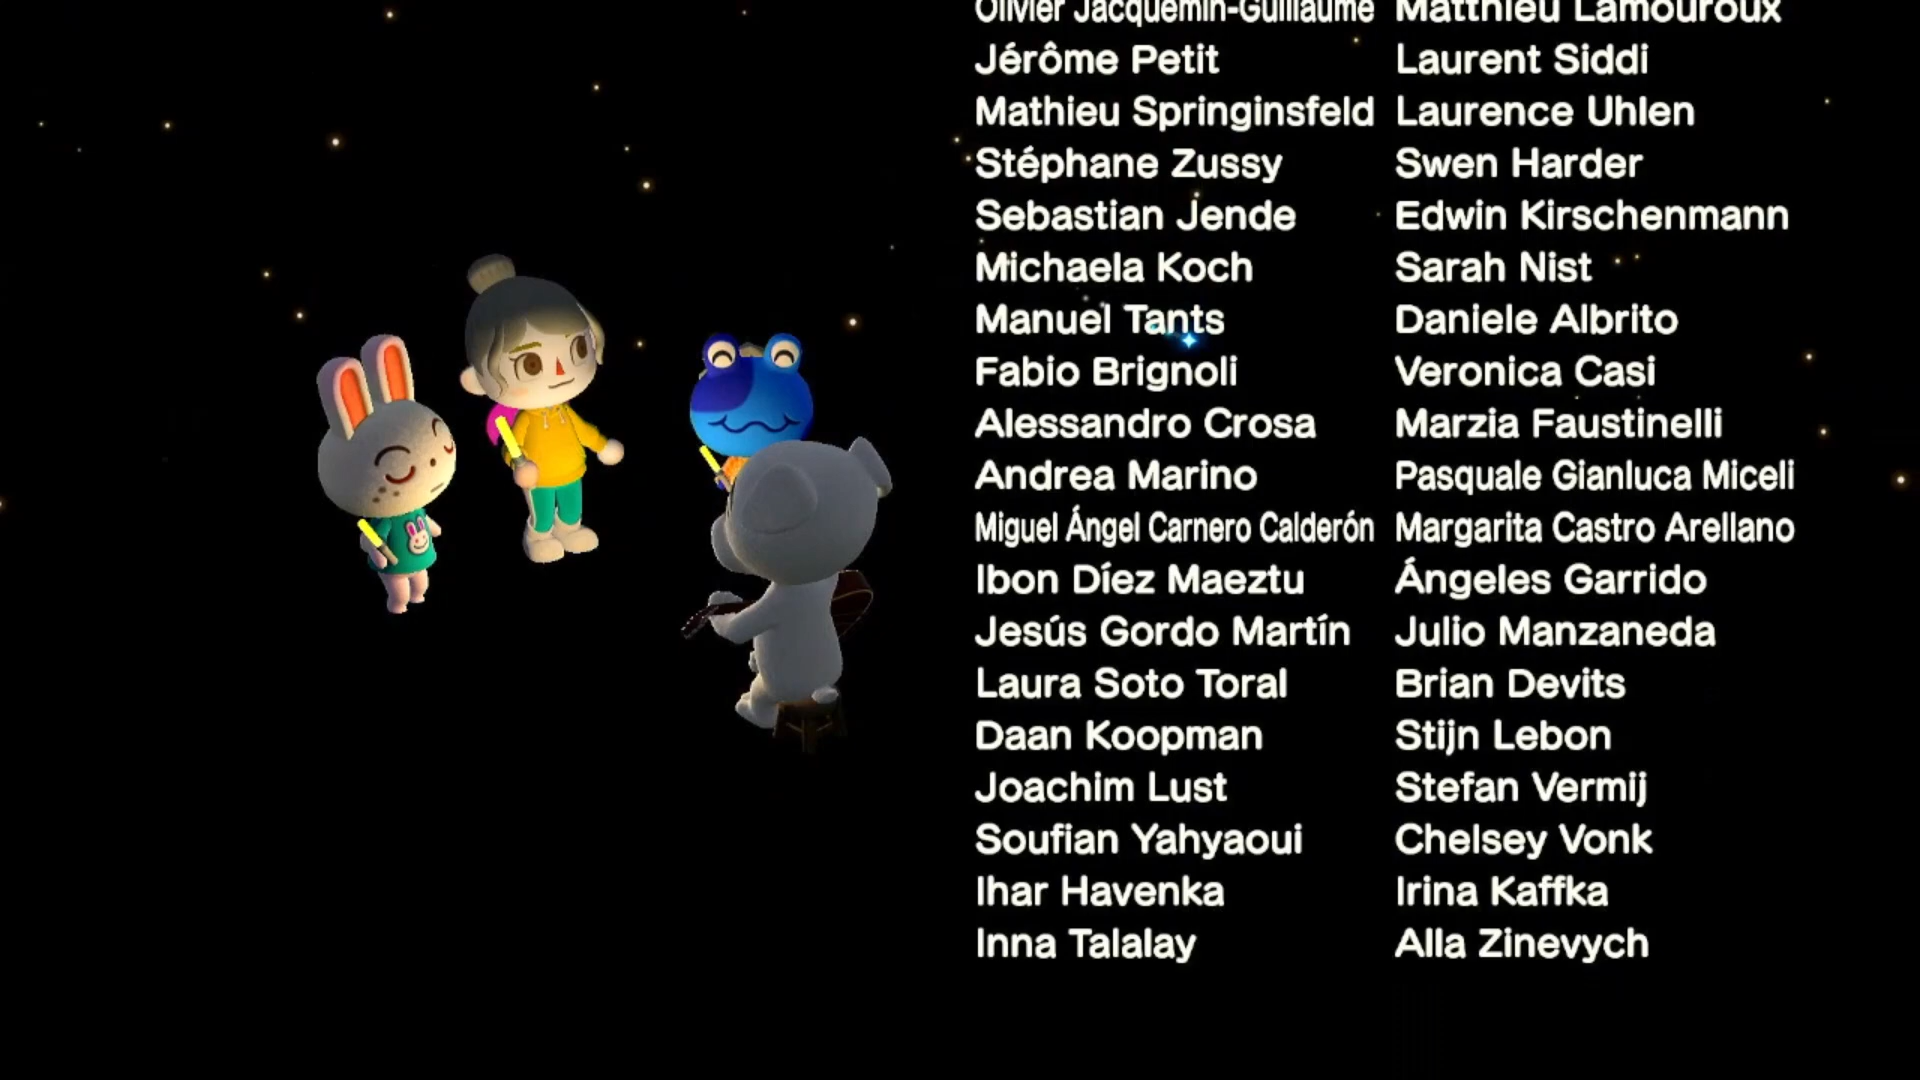 Olivier Jacquemin-Guillaume Matthieu Lamouroux
Jérôme Petit Laurent Siddi
Mathieu Springinsfeld Laurence Uhlen
Stéphane Zussy Swen Harder
Sebastian Jende Edwin Kirschenmann
Michaela Koch Sarah Nist
Manuel Tants Daniele Albrito
Fabio Brignoli Veronica Casi
Alessandro Crosa Marzia Faustinelli
Andrea Marino Pasquale Gianluca Miceli
Miguel Ángel Carnero Calderón Margarita Castro Arellano
Ibon Díez Maeztu Ángeles Garrido
Jesús Gordo Martín Julio Manzaneda
Laura Soto Toral Brian Devits
Daan Koopman Stijn Lebon
Joachim Lust Stefan Vermij
Soufian Yahyaoui Chelsey Vonk
Ihar Havenka Irina Kaffka
Inna Talalay Alla Zinevych